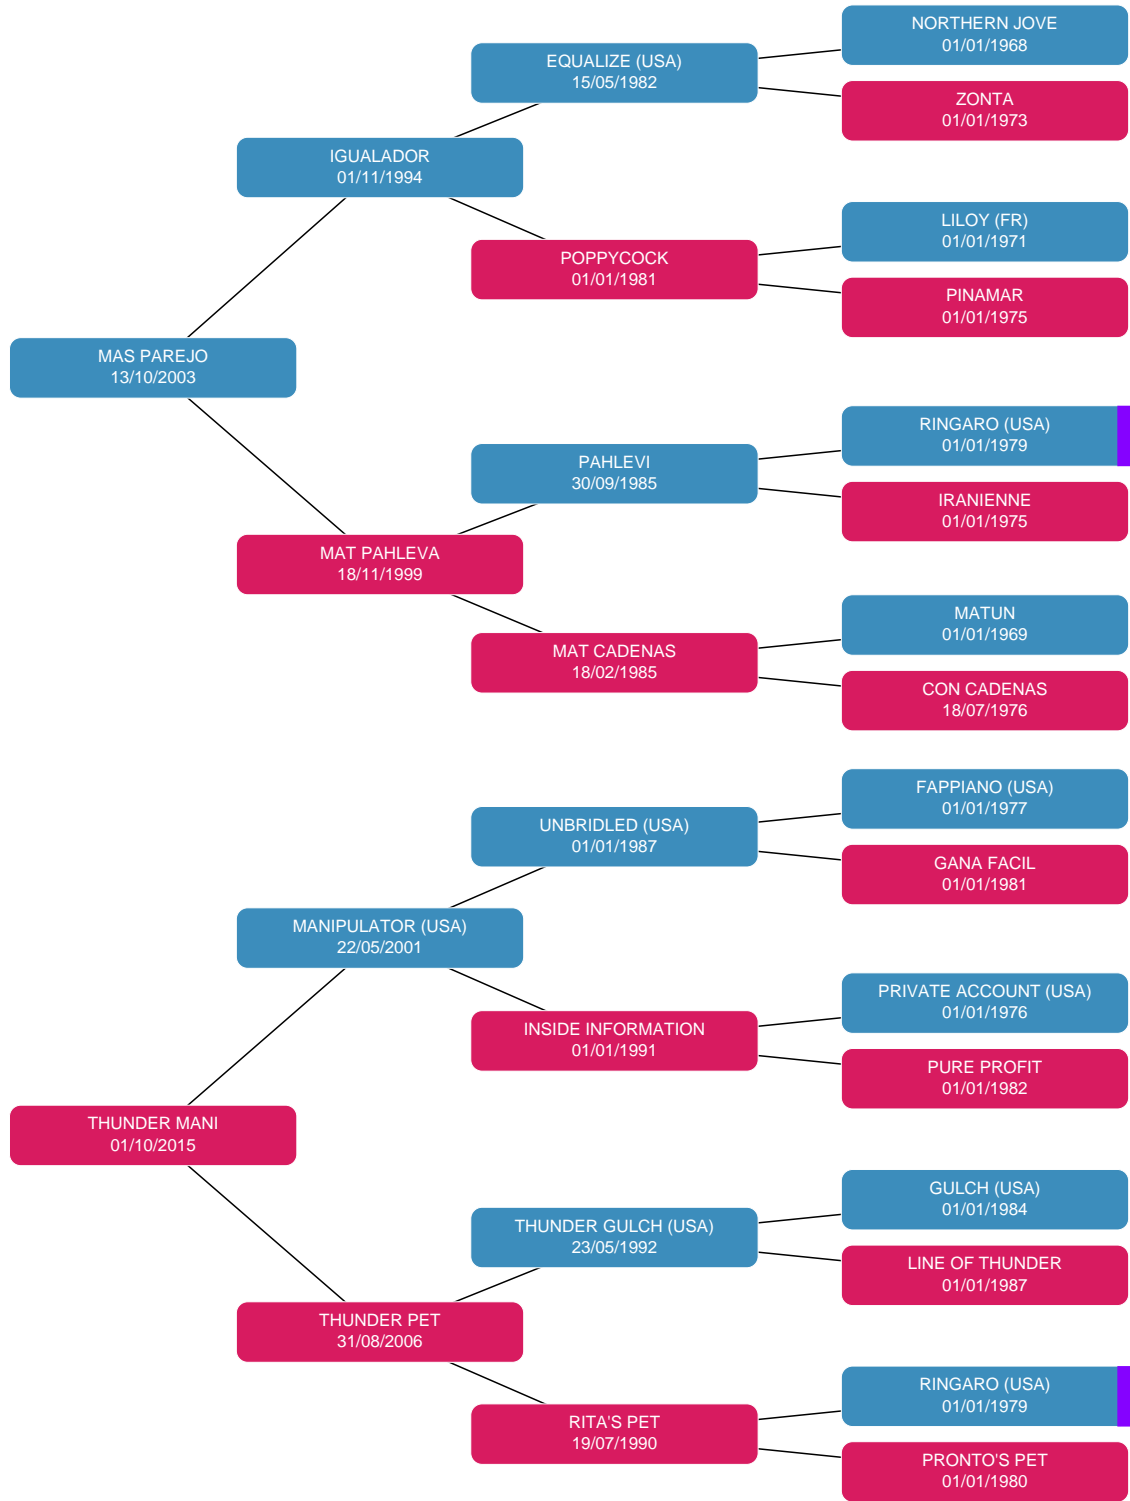 NORTHERN JOVE
01/01/1968
EQUALIZE (USA)
15/05/1982
ZONTA
01/01/1973
IGUALADOR
01/11/1994
LILOY (FR)
01/01/1971
POPPYCOCK
01/01/1981
PINAMAR
01/01/1975
MAS PAREJO
13/10/2003
RINGARO (USA)
01/01/1979
PAHLEVI
30/09/1985
IRANIENNE
01/01/1975
MAT PAHLEVA
18/11/1999
MATUN
01/01/1969
MAT CADENAS
18/02/1985
CON CADENAS
18/07/1976
FAPPIANO (USA)
01/01/1977
UNBRIDLED (USA)
01/01/1987
GANA FACIL
01/01/1981
MANIPULATOR (USA)
22/05/2001
PRIVATE ACCOUNT (USA)
01/01/1976
INSIDE INFORMATION
01/01/1991
PURE PROFIT
01/01/1982
THUNDER MANI
01/10/2015
GULCH (USA)
01/01/1984
THUNDER GULCH (USA)
23/05/1992
LINE OF THUNDER
01/01/1987
THUNDER PET
31/08/2006
RINGARO (USA)
01/01/1979
RITA'S PET
19/07/1990
PRONTO'S PET
01/01/1980